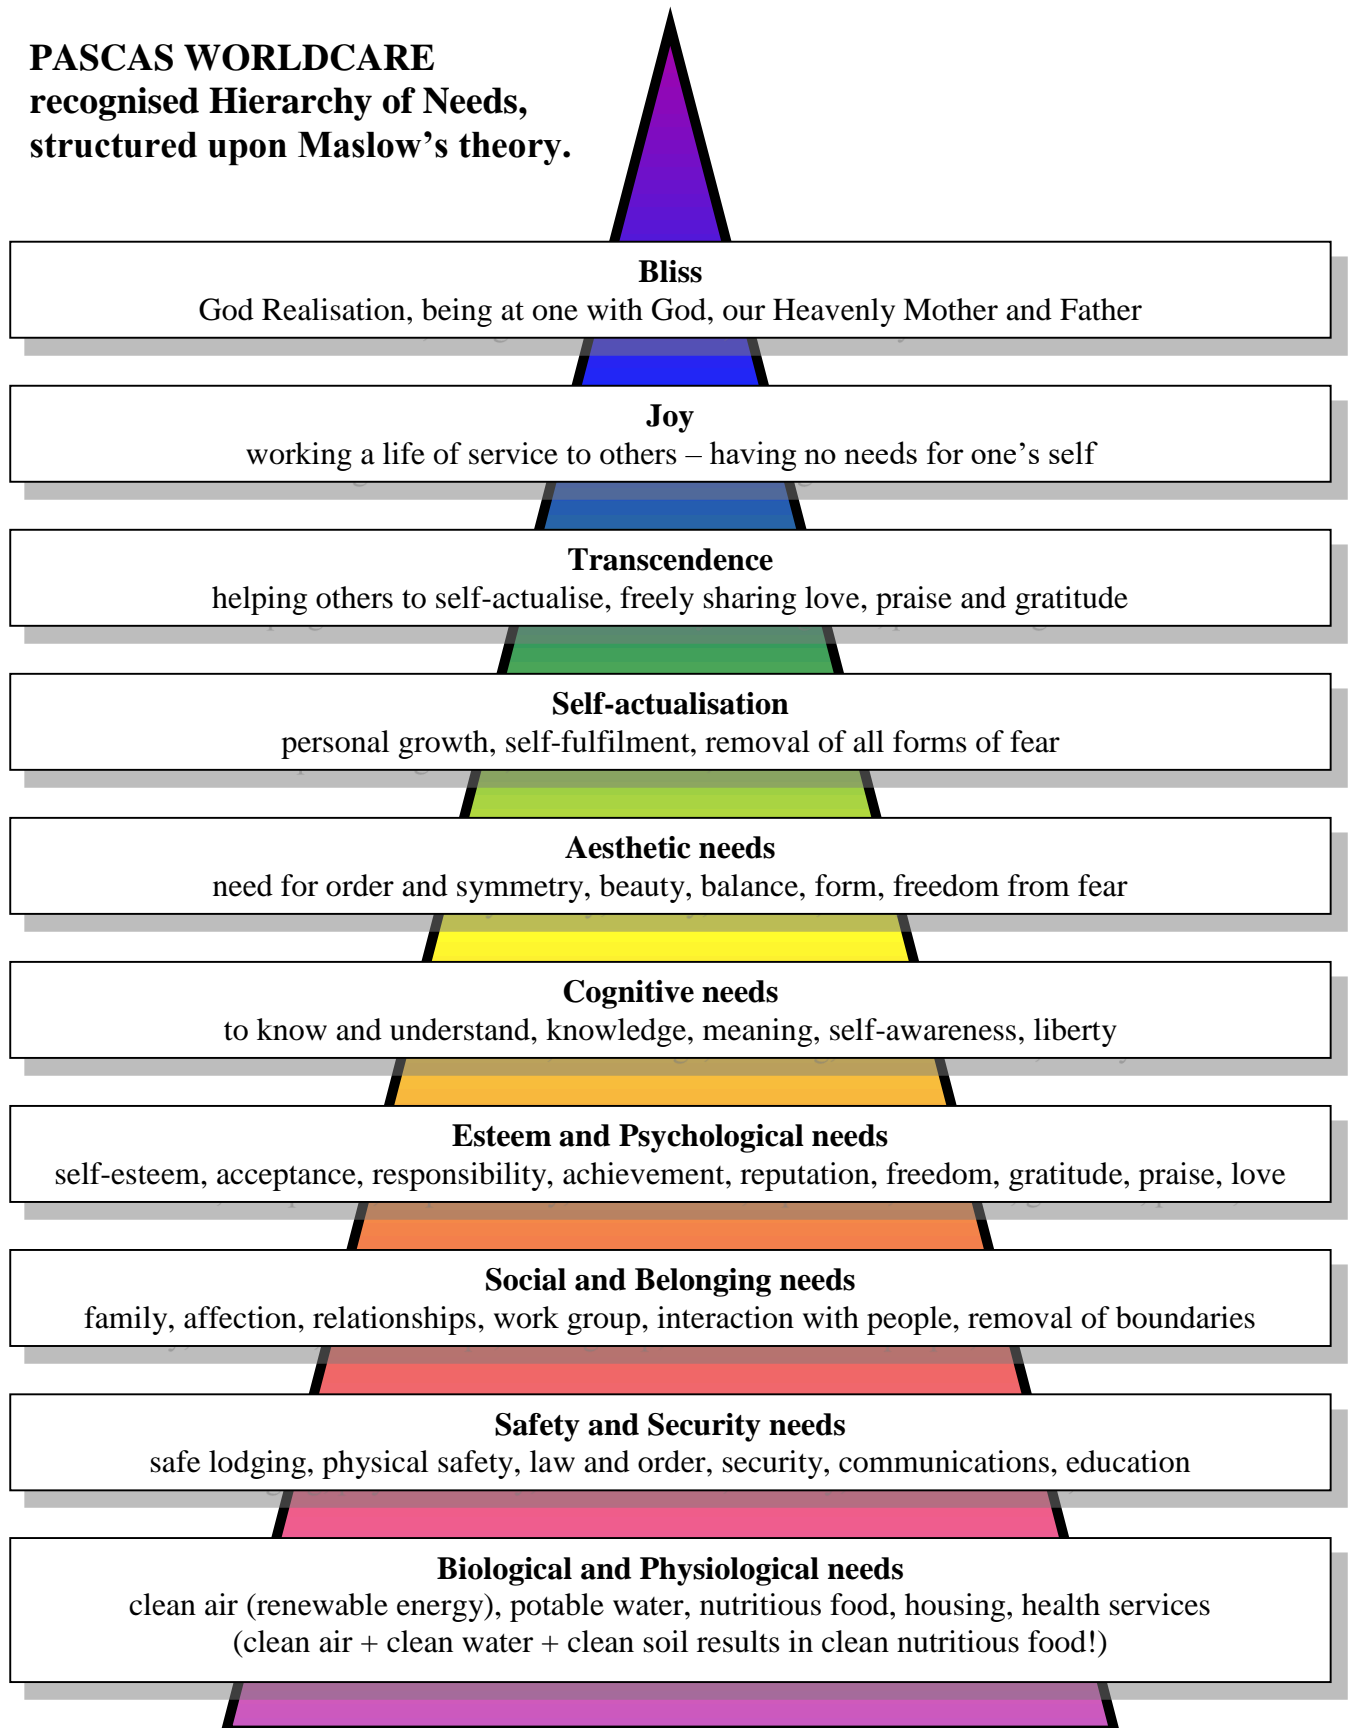 PASCAS WORLDCARE
recognised Hierarchy of Needs,
structured upon Maslow’s theory.
Bliss
God Realisation, being at one with God, our Heavenly Mother and Father
Joy
working a life of service to others – having no needs for one’s self
Transcendence
helping others to self-actualise, freely sharing love, praise and gratitude
Self-actualisation
personal growth, self-fulfilment, removal of all forms of fear
Aesthetic needs
need for order and symmetry, beauty, balance, form, freedom from fear
Cognitive needs
to know and understand, knowledge, meaning, self-awareness, liberty
Esteem and Psychological needs
self-esteem, acceptance, responsibility, achievement, reputation, freedom, gratitude, praise, love
Social and Belonging needs
family, affection, relationships, work group, interaction with people, removal of boundaries
Safety and Security needs
safe lodging, physical safety, law and order, security, communications, education
Biological and Physiological needs
clean air (renewable energy), potable water, nutritious food, housing, health services
(clean air + clean water + clean soil results in clean nutritious food!)